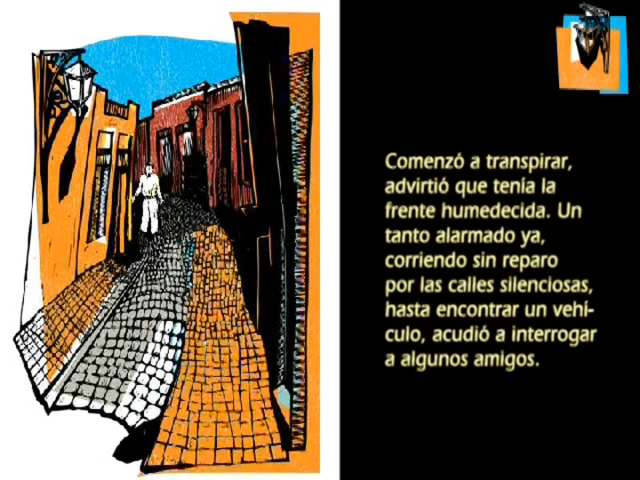 Comenzó a transpirar,
advirtió que tenía la
frente humedecida. Un
tanto alarmado ya,
corriendo sin reparo
por las calles silenciosas,
hasta encontrar un vehí-
culo, acudió a interrogar
a algunos amigos.